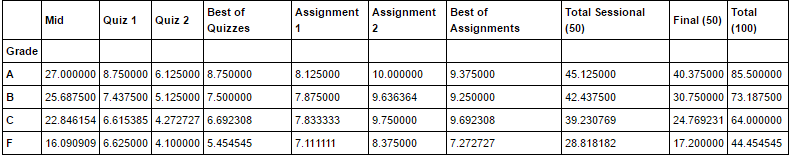 Mid Quiz 1 Quiz 2 Best of Quizzes Assignment 1 Assignment 2 Best of Assignments Total Sessional (50) Final (50) Total (100)
Grade
A 27.000000 8.750000 6.125000 8.750000 8.125000 10.000000 9.375000 45.125000 40.375000 85.500000
B 25.687500 7.437500 5.125000 7.500000 7.875000 9.636364 9.250000 42.437500 30.750000 73.187500
C 22.846154 6.615385 4.272727 6.692308 7.833333 9.750000 9.692308 39.230769 24.769231 64.000000
F 16.090909 6.625000 4.100000 5.454545 7.111111 8.375000 7.272727 28.818182 17.200000 44.454545